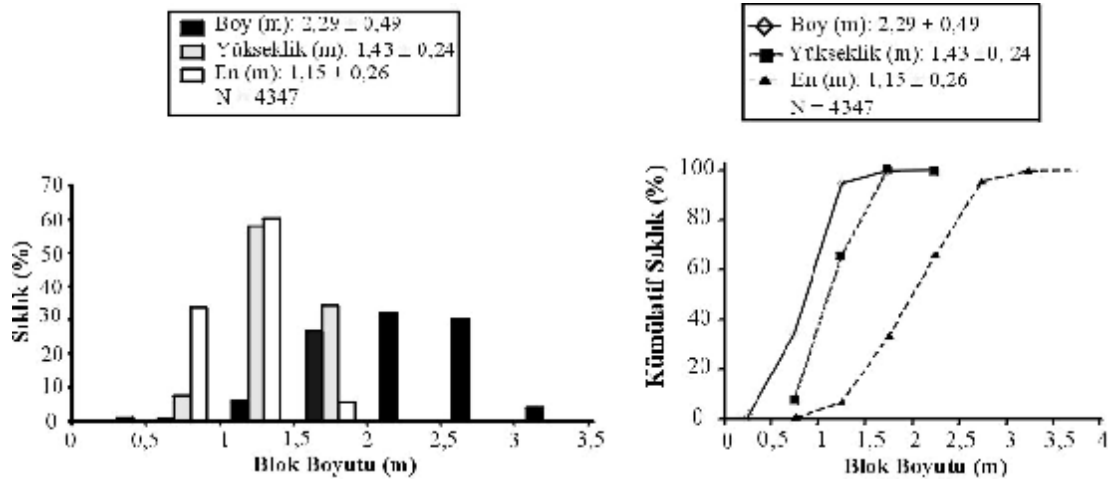 Boy (m): 2,29 ± 0,49
Yükseklik (m): 1,43 ± 0,24
En (m): 1,15 ± 0,26
N = 4347
70
60
50
40
30
20
10
0
Sıklık (%)
0 0,5 1 1,5 2 2,5 3 3,5
Blok Boyutu (m)
Boy (m): 2,29 ± 0,49
Yükseklik (m): 1,43 ± 0,24
En (m): 1,15 ± 0,26
N = 4347
100
80
60
40
20
0
Kümülatif Sıklık (%)
0 0,5 1 1,5 2 2,5 3 3,5 4
Blok Boyutu (m)